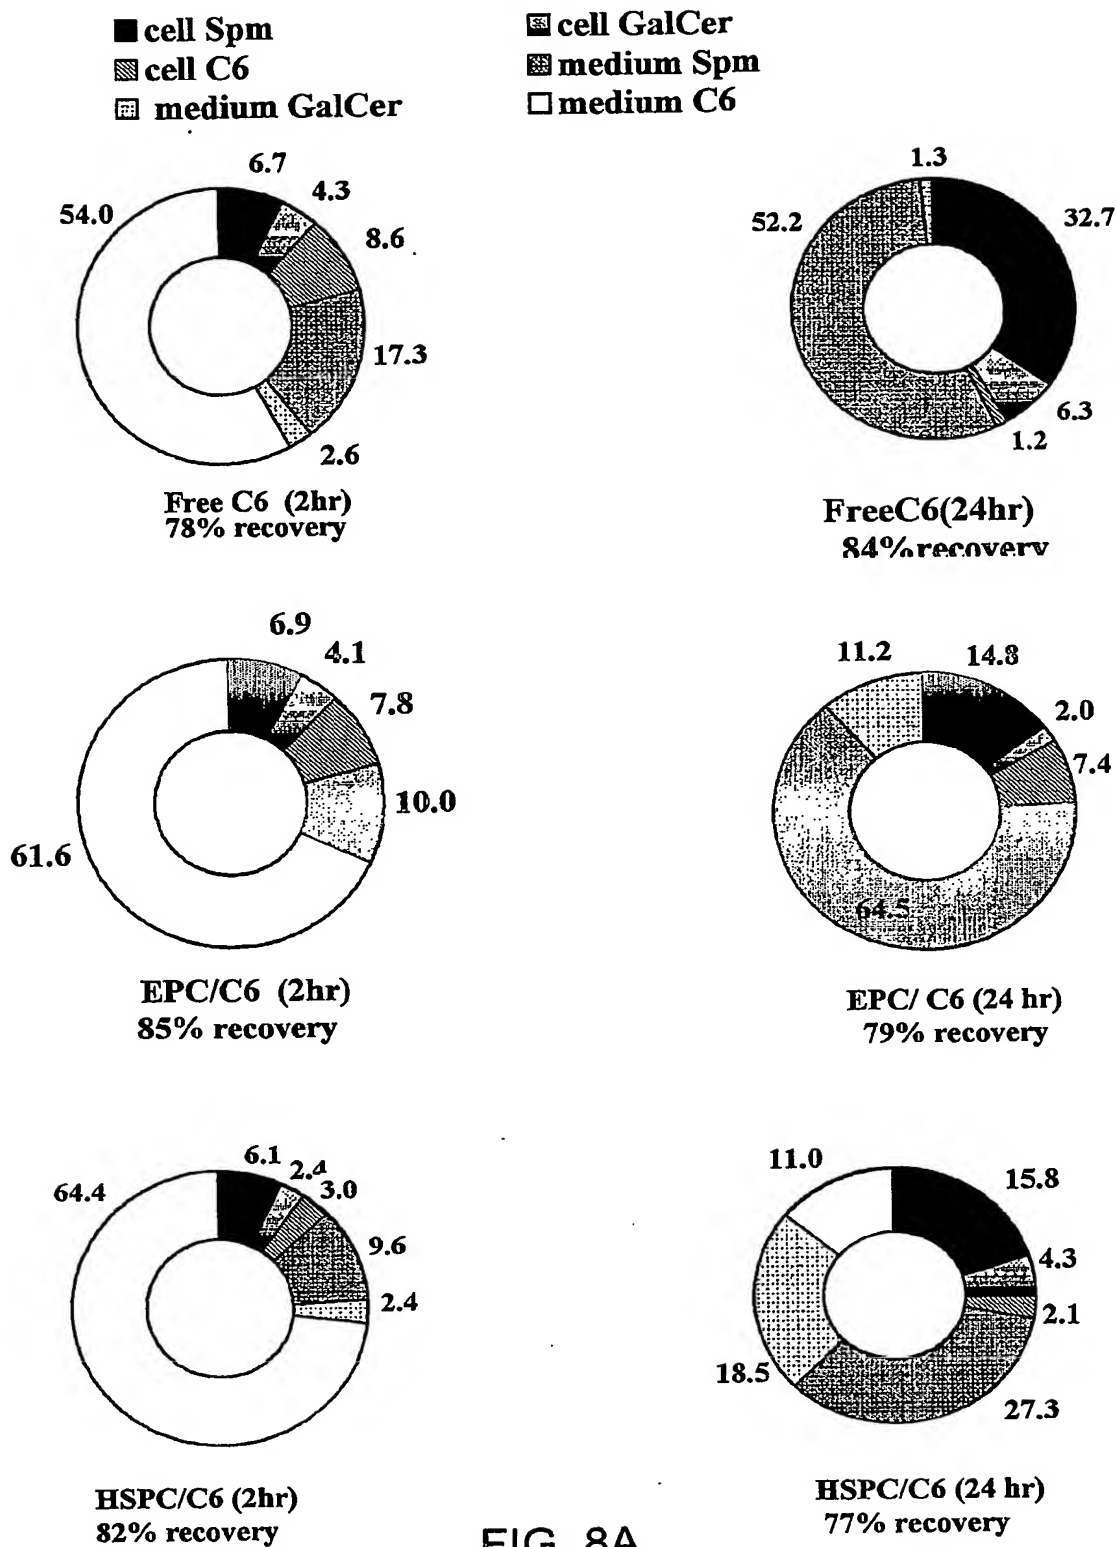 cell Spm
cell C6
medium GalCer
cell GalCer
medium Spm
medium C6
6.7
4.3
8.6
17.3
2.6
54.0
Free C6 (2hr)
78% recovery
1.3
32.7
6.3
1.2
52.2
FreeC6(24hr)
84% recovery
6.9
4.1
7.8
10.0
61.6
EPC/C6 (2hr)
85% recovery
11.2
14.8
2.0
7.4
64.5
EPC/ C6 (24 hr)
79% recovery
6.1
2.4
3.0
9.6
2.4
64.4
HSPC/C6 (2hr)
82% recovery
11.0
15.8
4.3
2.1
27.3
18.5
HSPC/C6 (24 hr)
77% recovery
FIG. 8A